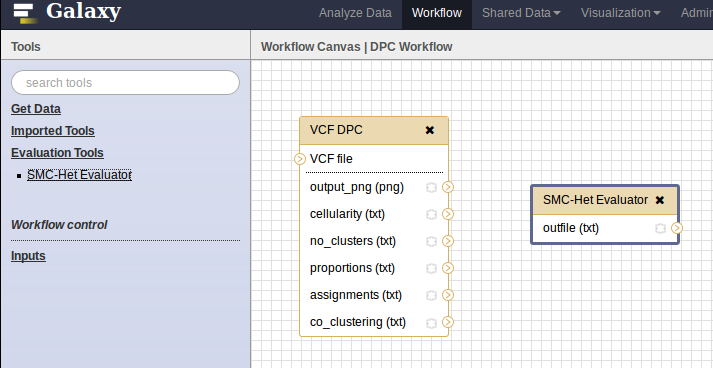 Galaxy
Analyze Data Workflow Shared Data Visualization Admin
Tools
Workflow Canvas | DPC Workflow
search tools
Get Data
Imported Tools
Evaluation Tools
SMC-Het Evaluator
Workflow control
Inputs
VCF DPC
VCF file
output_png (png)
cellularity (txt)
no_clusters (txt)
proportions (txt)
assignments (txt)
co_clustering (txt)
SMC-Het Evaluator
outfile (txt)